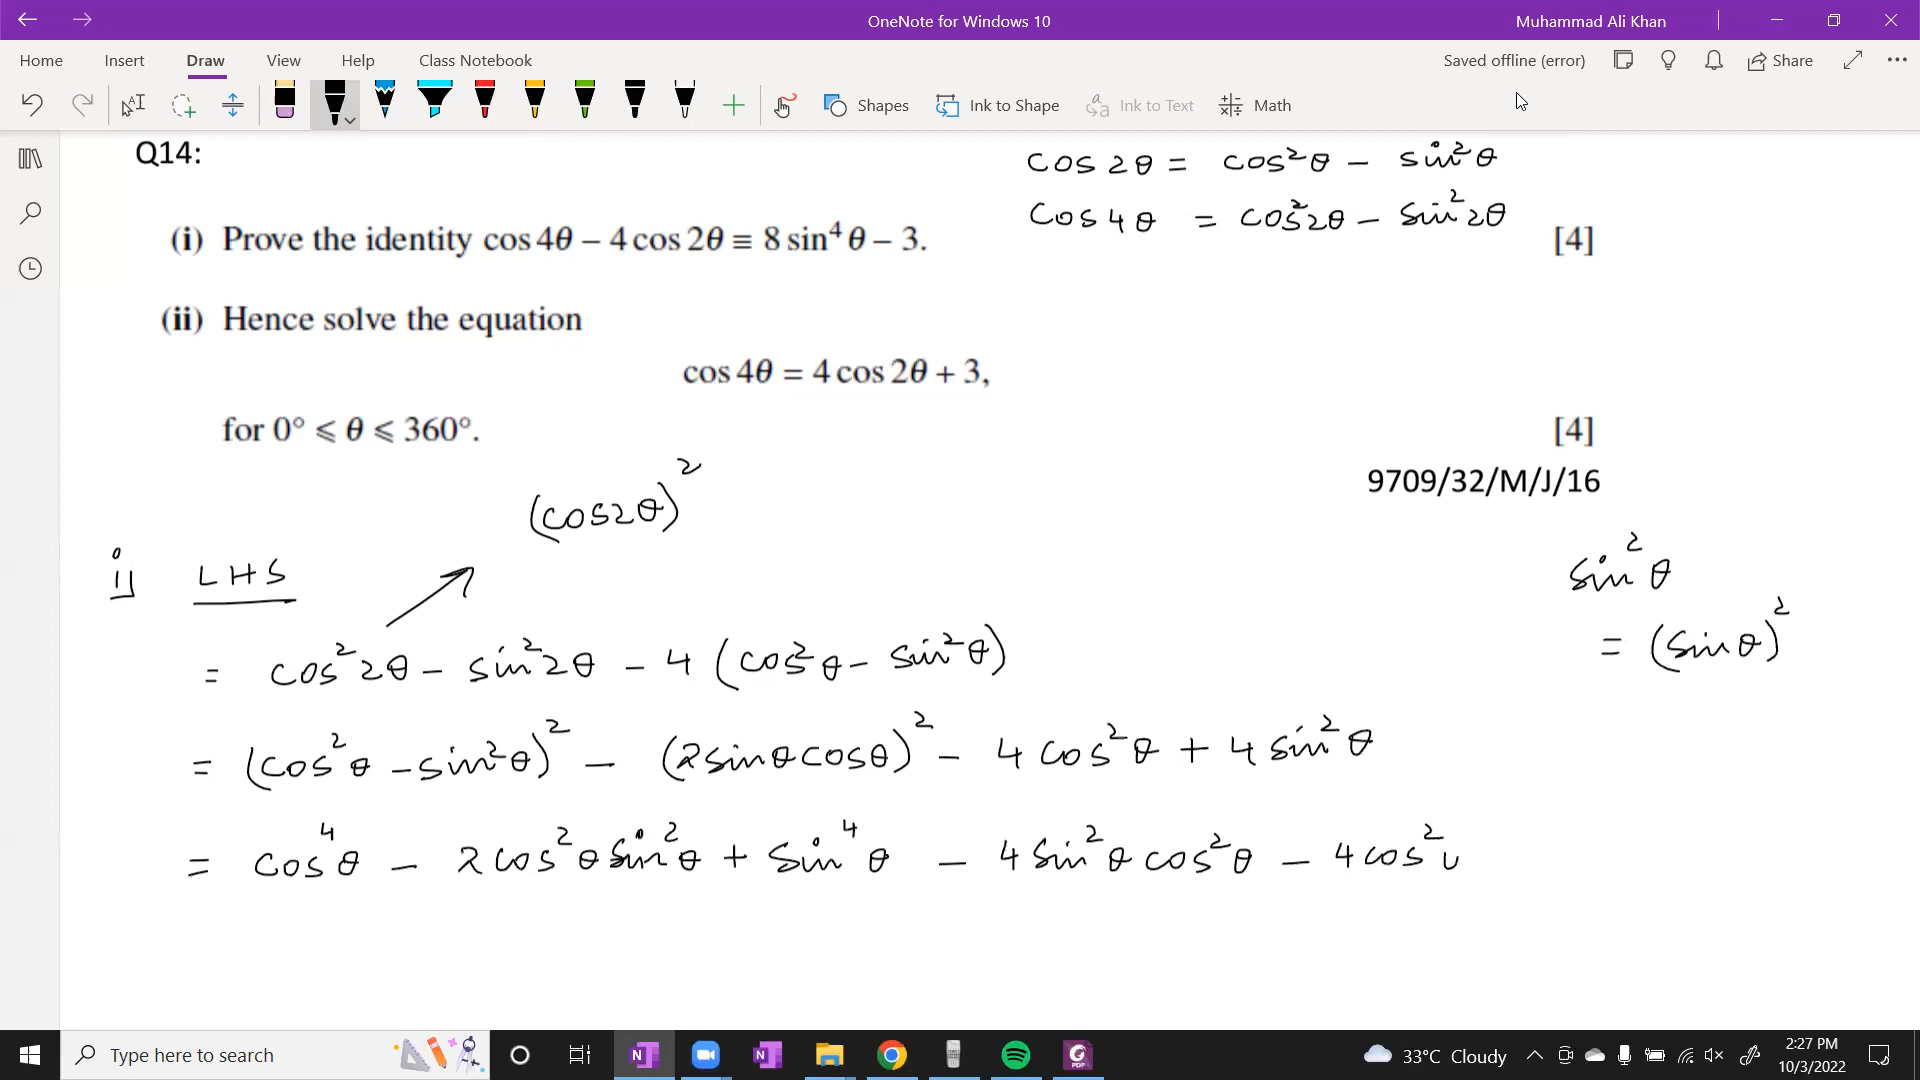 OneNote for Windows 10
Muhammad Ali Khan
Home Insert Draw View Help Class Notebook
Saved offline (error) Share
Shapes Ink to Shape Ink to Text Math
Q14:
cos 2θ = cos²θ − sin²θ
cos 4θ = cos²2θ − sin²2θ
(i) Prove the identity cos 4θ − 4 cos 2θ ≡ 8 sin⁴ θ − 3. [4]
(ii) Hence solve the equation
cos 4θ = 4 cos 2θ + 3,
for 0° ⩽ θ ⩽ 360°. [4]
9709/32/M/J/16
(cos2θ)²
i) LHS
sin²θ
= (sinθ)²
= cos²2θ − sin²2θ − 4 (cos²θ − sin²θ)
= (cos²θ − sin²θ)² − (2sinθcosθ)² − 4 cos²θ + 4 sin²θ
= cos⁴θ − 2cos²θ sin²θ + sin⁴θ − 4 sin²θ cos²θ − 4 cos²
Type here to search
33°C Cloudy
2:27 PM
10/3/2022